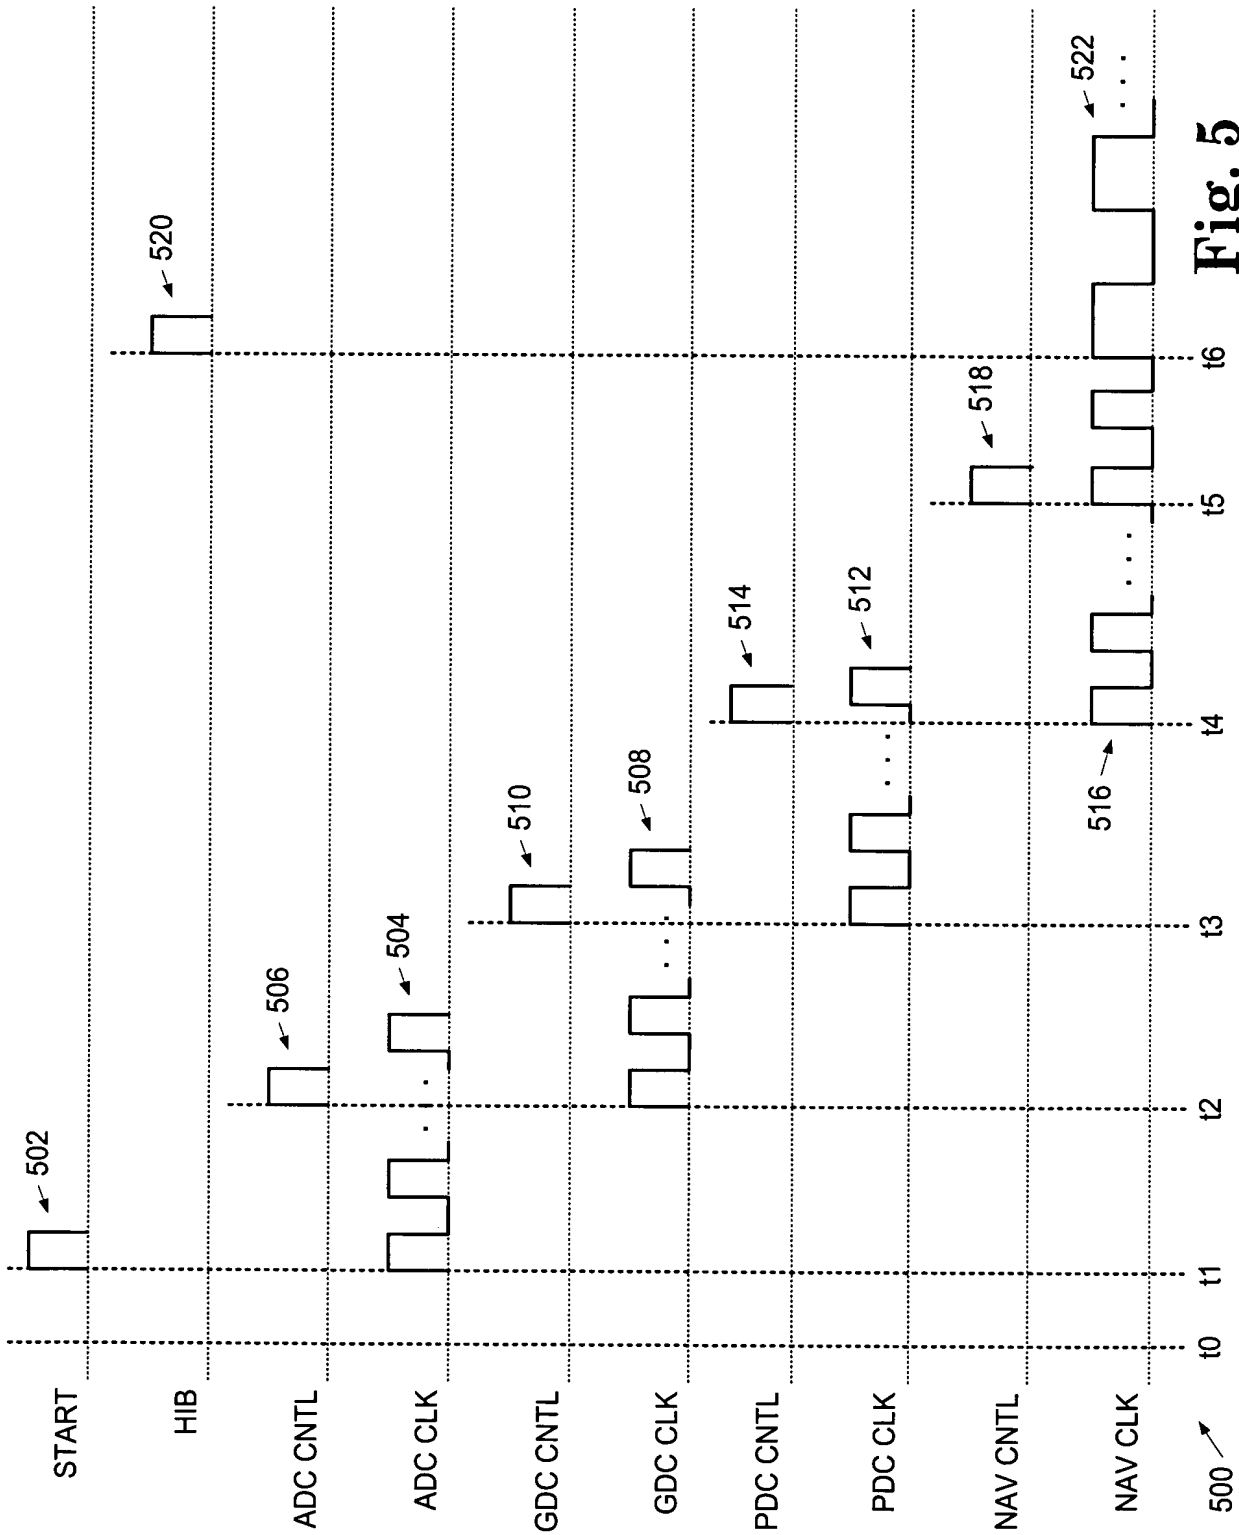 START
502
HIB
520
ADC CNTL
506
ADC CLK
504
GDC CNTL
510
GDC CLK
508
PDC CNTL
514
PDC CLK
512
NAV CNTL
518
NAV CLK
516
522
t0 t1 t2 t3 t4 t5 t6
500
Fig. 5